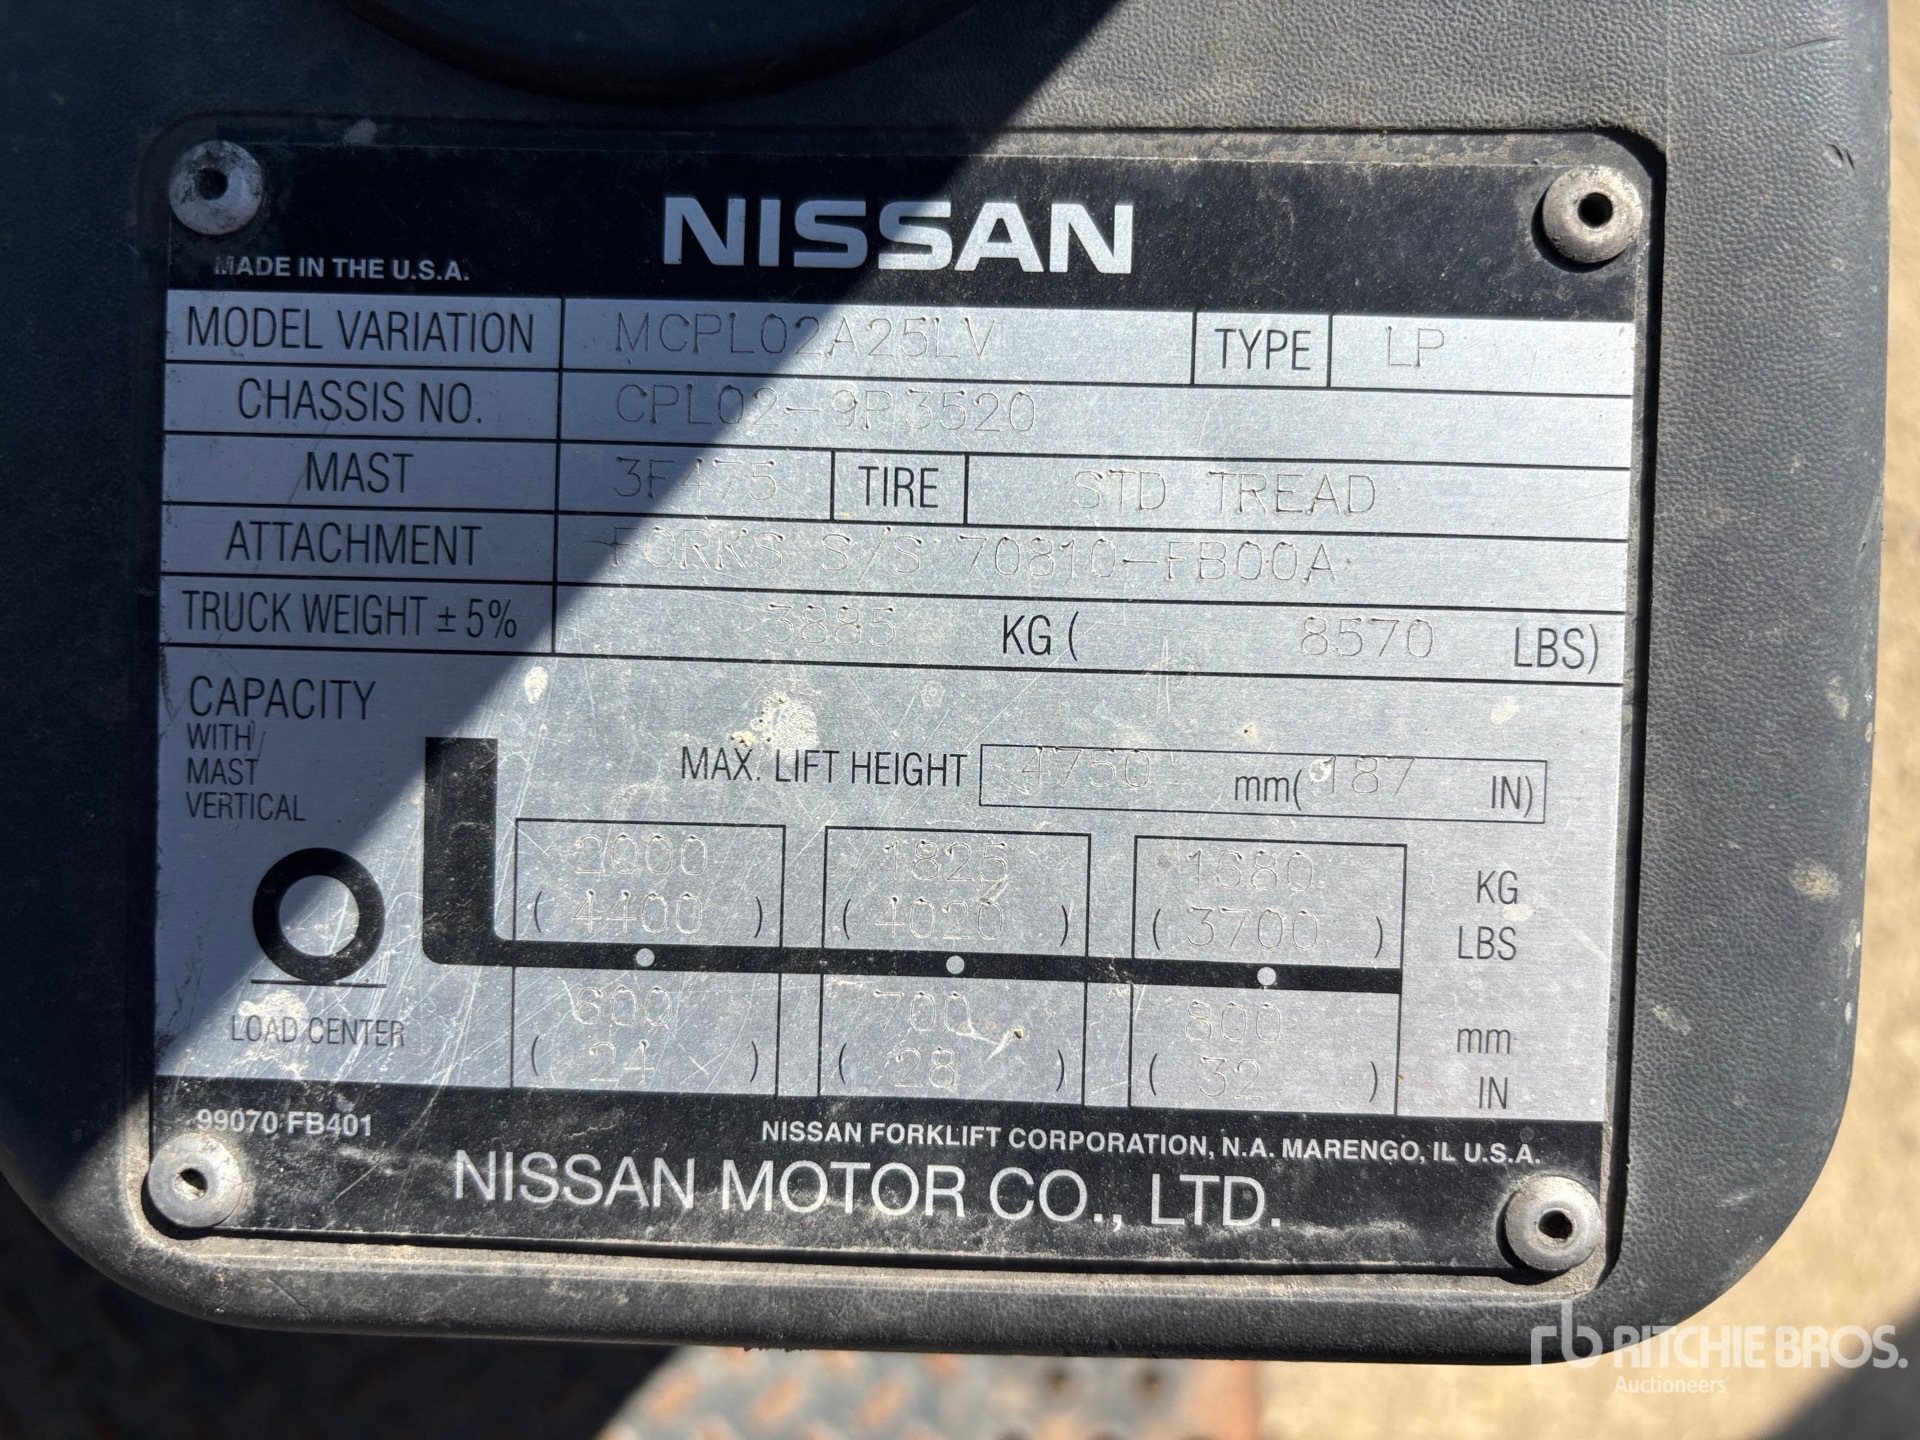 NISSAN
MADE IN THE U.S.A.
MODEL VARIATION MCPL02A25LV TYPE LP
CHASSIS NO. CPL02-9P3520
MAST 3F475 TIRE STD TREAD
ATTACHMENT FORKS S/S 70810-FB00A
TRUCK WEIGHT ± 5% 3885 KG ( 8570 LBS)
CAPACITY
WITH
MAST
VERTICAL
MAX. LIFT HEIGHT 4750 mm( 187 IN)
2000 1825 1680 KG
( 4400 ) ( 4020 ) ( 3700 ) LBS
LOAD CENTER
600 700 800 mm
( 24 ) ( 28 ) ( 32 ) IN
99070 FB401
NISSAN FORKLIFT CORPORATION, N.A. MARENGO, IL U.S.A.
NISSAN MOTOR CO., LTD.
rb RITCHIE BROS.
Auctioneers